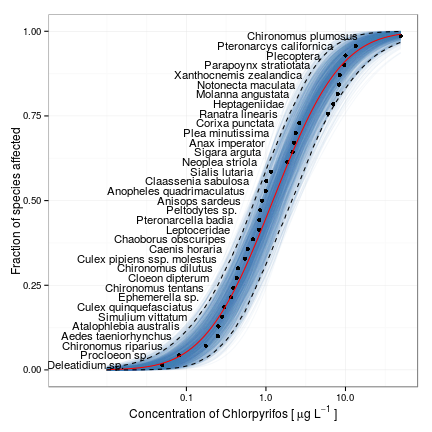 1.00
0.75
0.50
0.25
0.00
Fraction of species affected
Chironomus plumosus
Pteronarcys californica
Plecoptera
Parapoynx stratiotata
Xanthocnemis zealandica
Notonecta maculata
Molanna angustata
Heptageniidae
Ranatra linearis
Corixa punctata
Plea minutissima
Anax imperator
Sigara arguta
Neoplea striola
Sialis lutaria
Claassenia sabulosa
Anopheles quadrimaculatus
Anisops sardeus
Peltodytes sp.
Pteronarcella badia
Leptoceridae
Chaoborus obscuripes
Caenis horaria
Culex pipiens ssp. molestus
Chironomus dilutus
Cloeon dipterum
Chironomus tentans
Ephemerella sp.
Culex quinquefasciatus
Simulium vittatum
Atalophlebia australis
Aedes taeniorhynchus
Chironomus riparius
Procloeon sp.
Deleatidium sp.
0.1 1.0 10.0
Concentration of Chlorpyrifos [ μg L⁻¹ ]